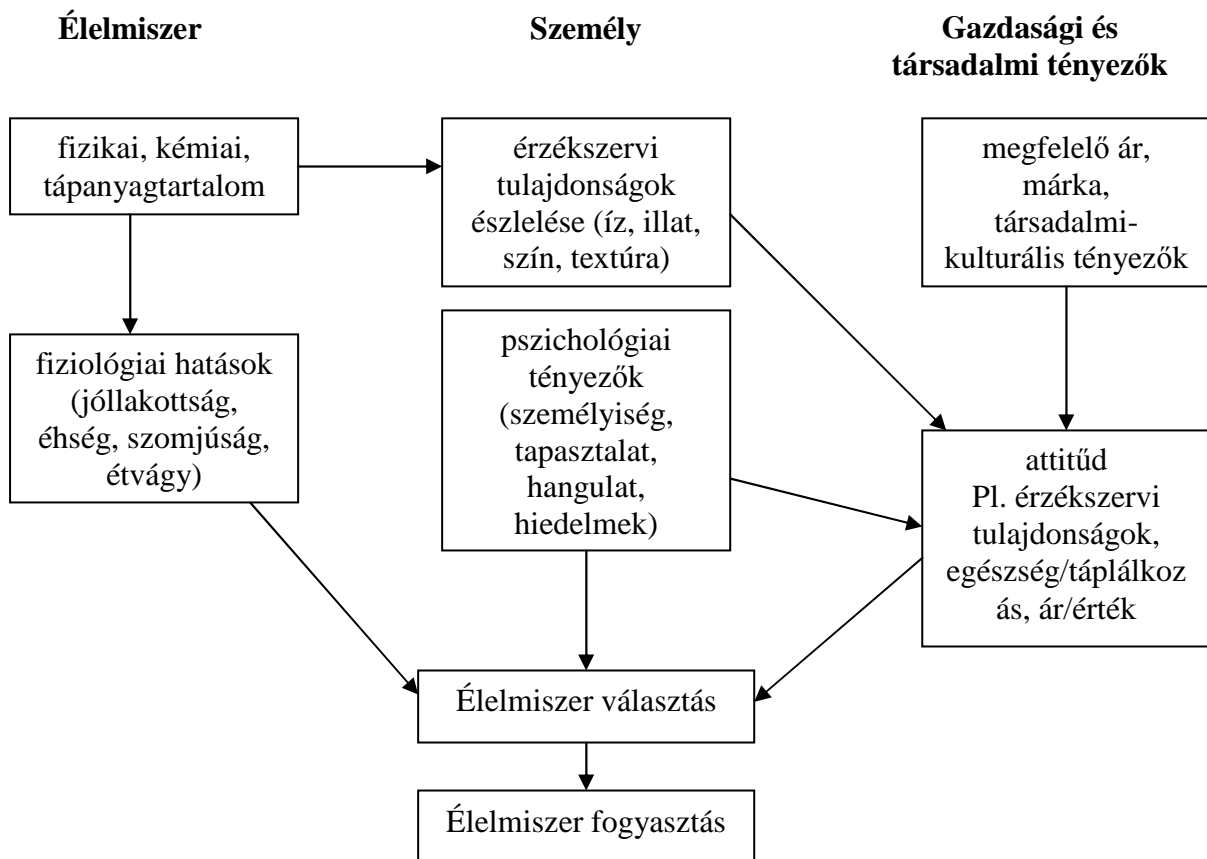 Élelmiszer
Személy
Gazdasági és
társadalmi tényezők
fizikai, kémiai,
tápanyagtartalom
érzékszervi
tulajdonságok
észlelése (íz, illat,
szín, textúra)
megfelelő ár,
márka,
társadalmi-
kulturális tényezők
fiziológiai hatások
(jóllakottság,
éhség, szomjúság,
étvágy)
pszichológiai
tényezők
(személyiség,
tapasztalat,
hangulat,
hiedelmek)
attitűd
Pl. érzékszervi
tulajdonságok,
egészség/táplálkoz
ás, ár/érték
Élelmiszer választás
Élelmiszer fogyasztás